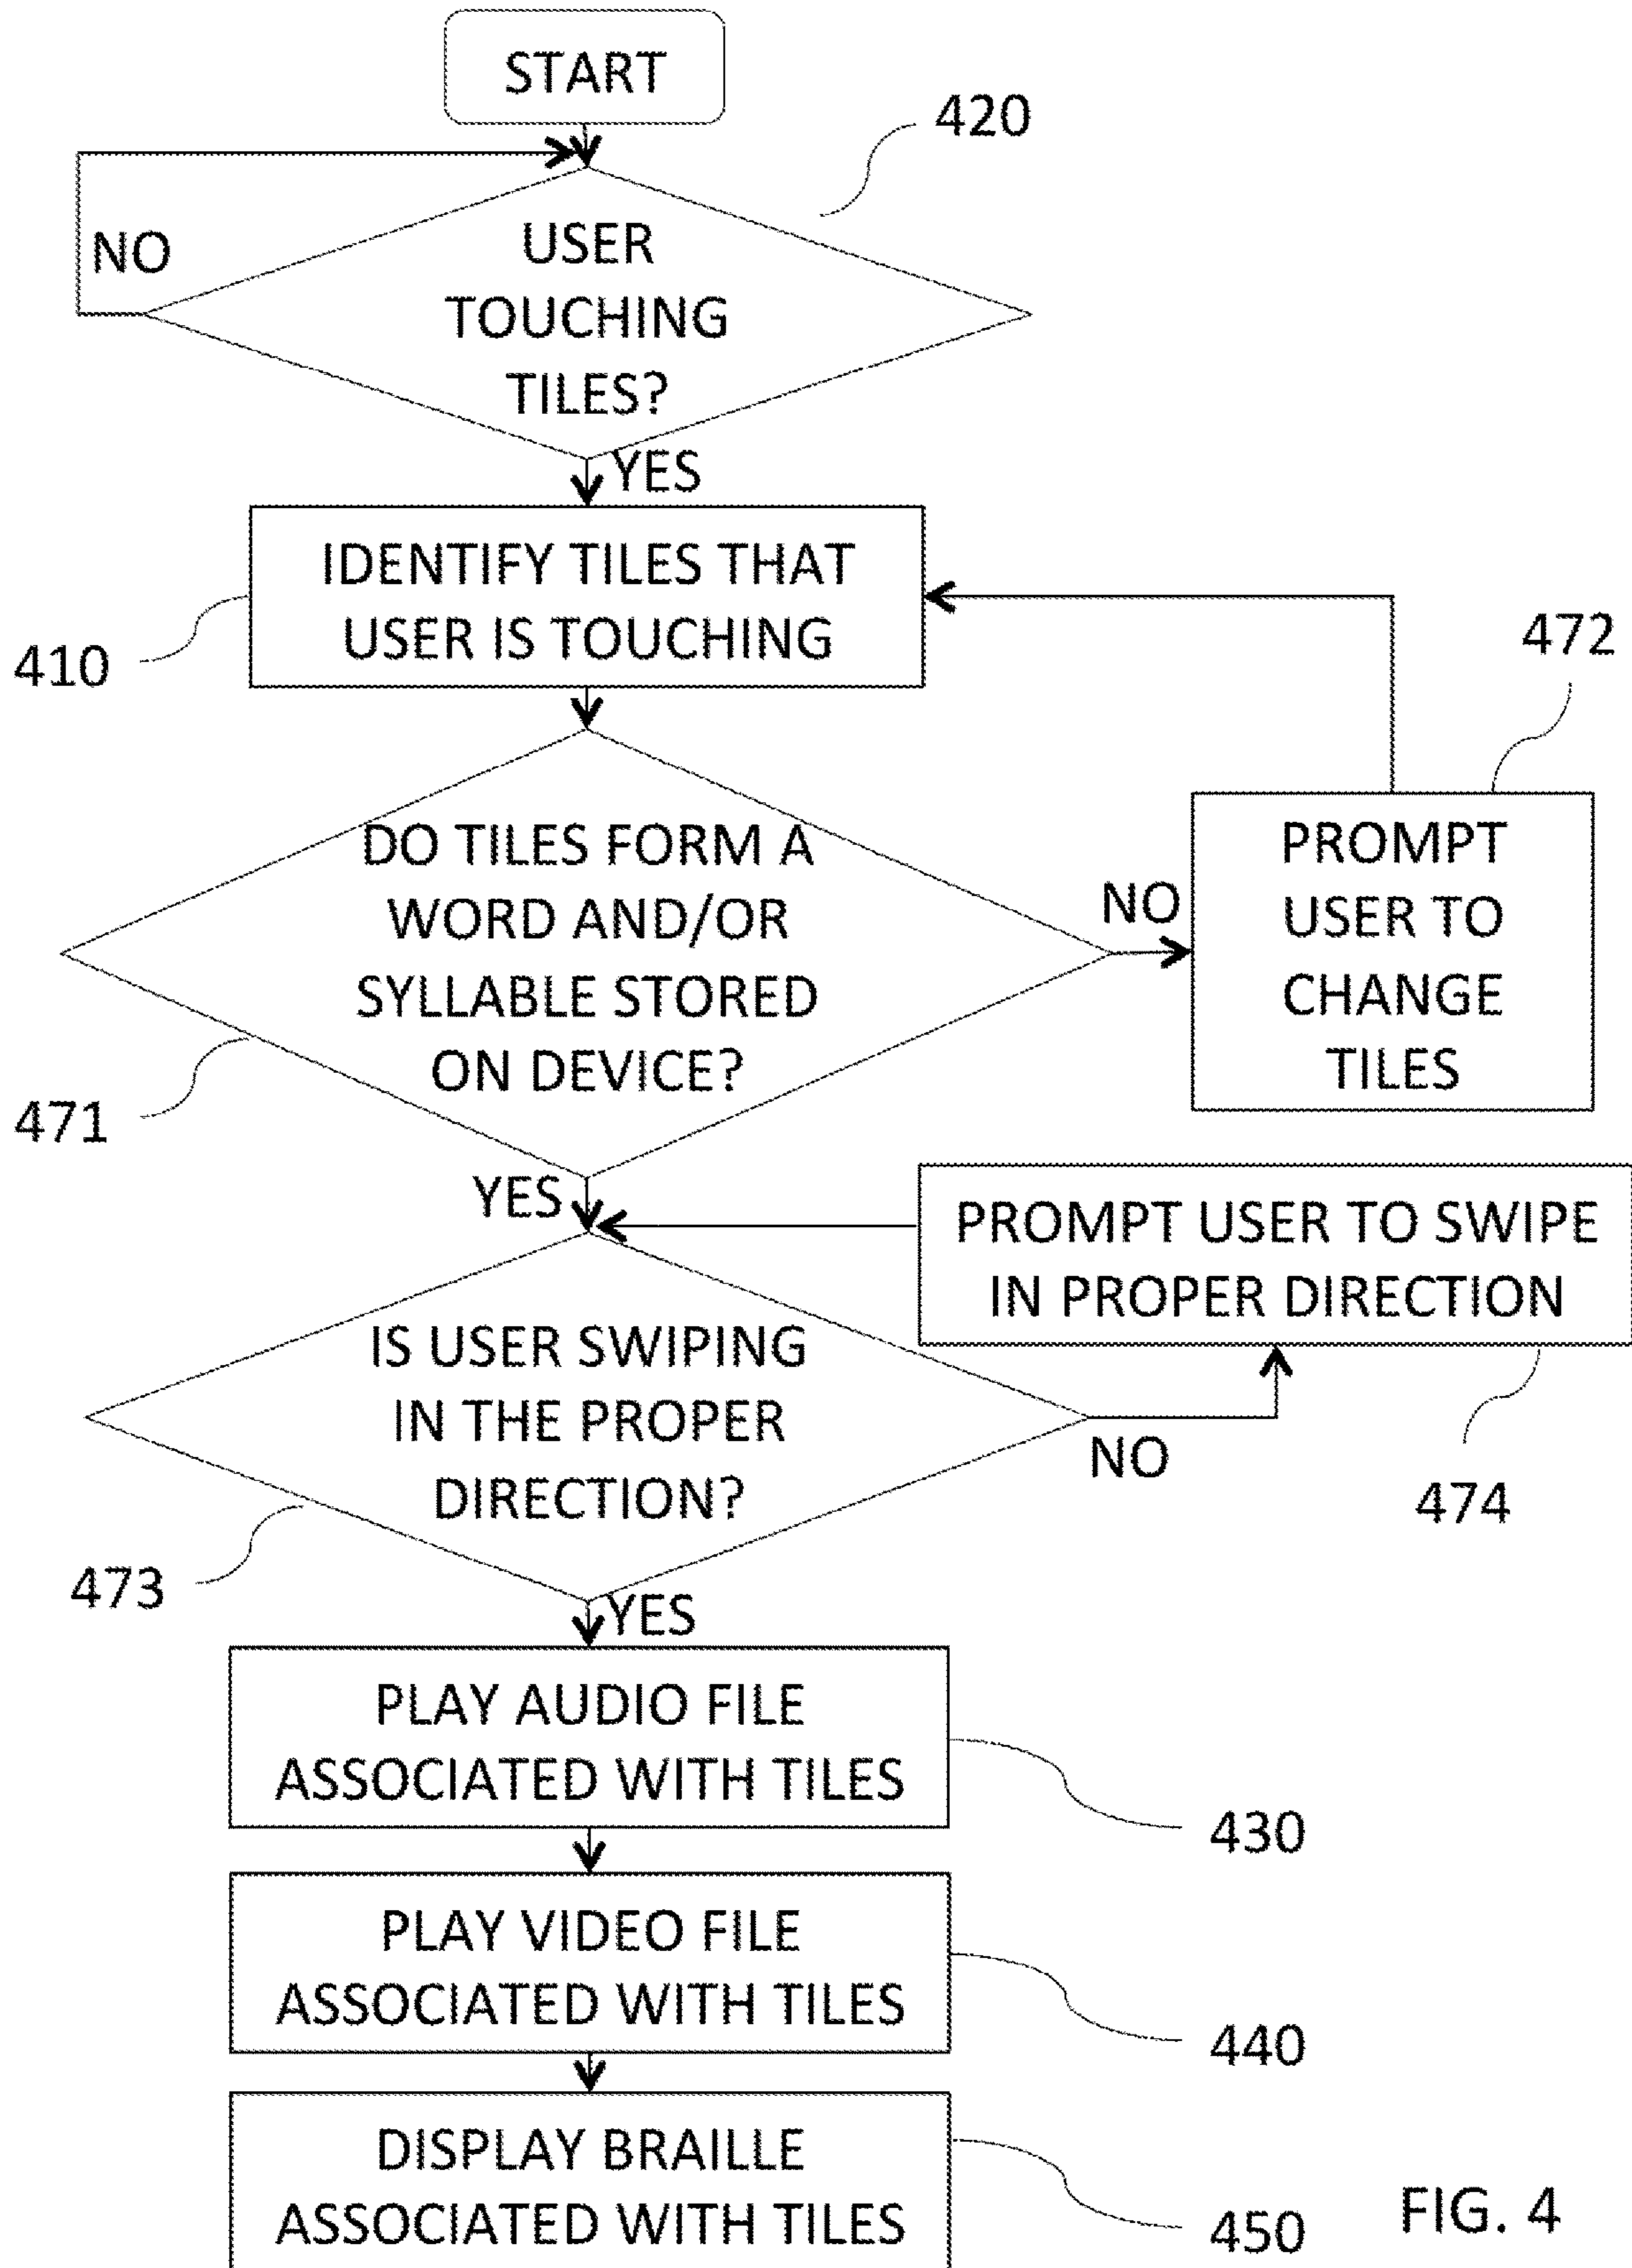 START
420
NO
USER
TOUCHING
TILES?
YES
IDENTIFY TILES THAT
USER IS TOUCHING
410
472
DO TILES FORM A
WORD AND/OR
SYLLABLE STORED
ON DEVICE?
471
NO
PROMPT
USER TO
CHANGE
TILES
YES
PROMPT USER TO SWIPE
IN PROPER DIRECTION
474
IS USER SWIPING
IN THE PROPER
DIRECTION?
NO
473
YES
PLAY AUDIO FILE
ASSOCIATED WITH TILES
430
PLAY VIDEO FILE
ASSOCIATED WITH TILES
440
DISPLAY BRAILLE
ASSOCIATED WITH TILES
450
FIG. 4